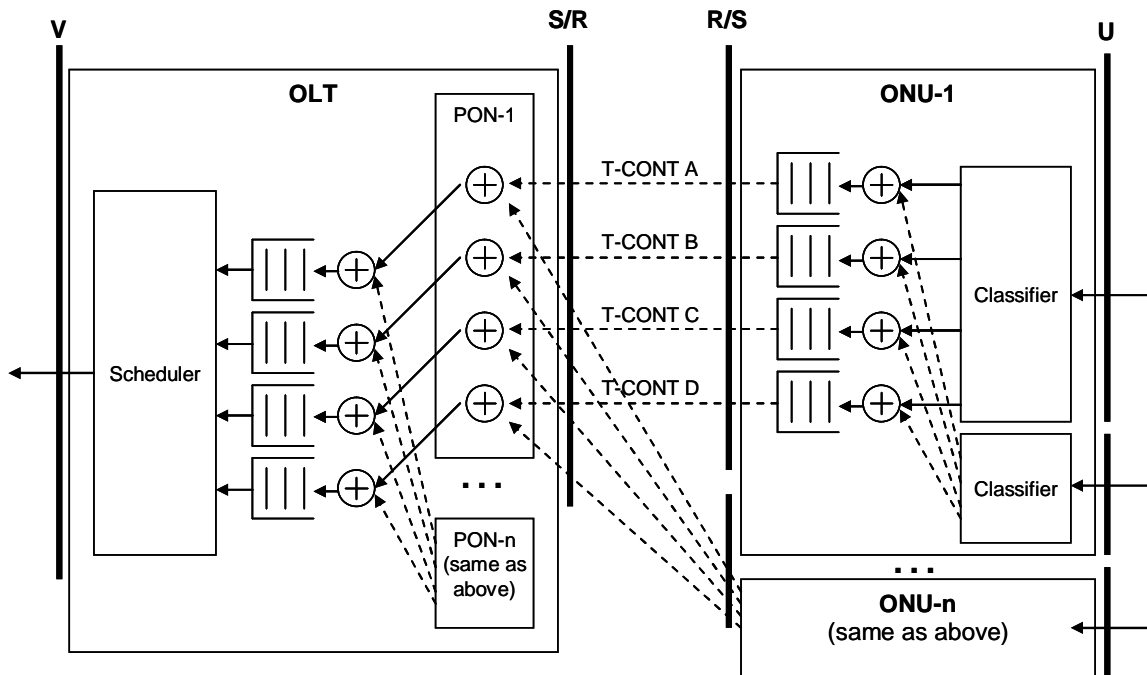 V
S/R
R/S
U
OLT
ONU-1
PON-1
T-CONT A
T-CONT B
T-CONT C
T-CONT D
Scheduler
Classifier
Classifier
...
PON-n
(same as
above)
...
ONU-n
(same as above)